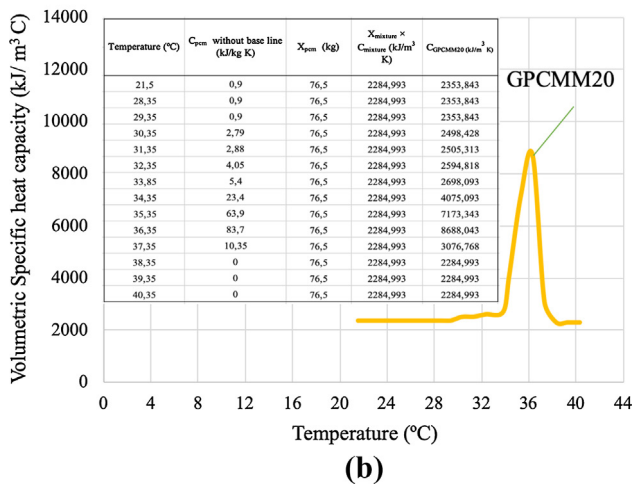 Volumetric Specific heat capacity (kJ/ m³ C)
14000
12000
10000
8000
6000
4000
2000
0
Temperature (ºC) Cpcm without base line (kJ/kg K) Xpcm (kg) Xmixture × Cmixture (kJ/m³ K) CGPCMM20 (kJ/m³ K)
21,5 0,9 76,5 2284,993 2353,843
28,35 0,9 76,5 2284,993 2353,843
29,35 0,9 76,5 2284,993 2353,843
30,35 2,79 76,5 2284,993 2498,428
31,35 2,88 76,5 2284,993 2505,313
32,35 4,05 76,5 2284,993 2594,818
33,85 5,4 76,5 2284,993 2698,093
34,35 23,4 76,5 2284,993 4075,093
35,35 63,9 76,5 2284,993 7173,343
36,35 83,7 76,5 2284,993 8688,043
37,35 10,35 76,5 2284,993 3076,768
38,35 0 76,5 2284,993 2284,993
39,35 0 76,5 2284,993 2284,993
40,35 0 76,5 2284,993 2284,993
GPCMM20
0 4 8 12 16 20 24 28 32 36 40 44
Temperature (ºC)
(b)